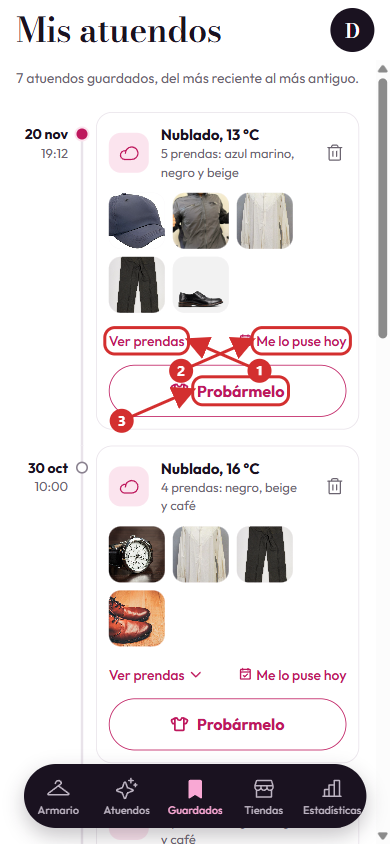 Mis atuendos
D
7 atuendos guardados, del más reciente al más antiguo.
20 nov
19:12
Nublado, 13 °C
5 prendas: azul marino,
negro y beige
Ver prendas
Me lo puse hoy
2
1
Probármelo
3
30 oct
10:00
Nublado, 16 °C
4 prendas: negro, beige
y café
Ver prendas
Me lo puse hoy
Probármelo
Armario
Atuendos
Guardados
Tiendas
Estadísticas
y café